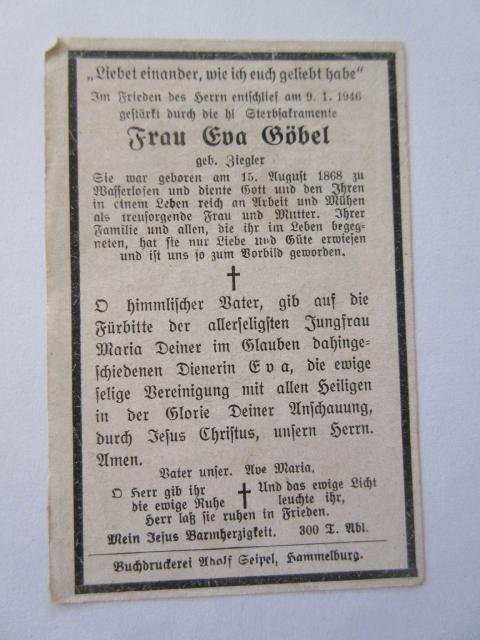 „Liebet einander, wie ich euch geliebt habe“
Im Frieden des Herrn entschlief am 9. 1. 1946
gestärkt durch die hl Sterbsakramente
Frau Eva Göbel
geb. Ziegler
Sie war geboren am 15. August 1868 zu
Wasserlosen und diente Gott und den Ihren
in einem Leben reich an Arbeit und Mühen
als treusorgende Frau und Mutter. Ihrer
Familie und allen, die ihr im Leben begeg-
neten, hat sie nur Liebe und Güte erwiesen
und ist uns so zum Vorbild geworden.
O himmlischer Vater, gib auf die
Fürbitte der allerseligsten Jungfrau
Maria Deiner im Glauben dahinge-
schiedenen Dienerin Eva, die ewige
selige Vereinigung mit allen Heiligen
in der Glorie Deiner Anschauung,
durch Jesus Christus, unsern Herrn.
Amen.
Vater unser. Ave Maria.
O Herr gib ihr
die ewige Ruhe
Und das ewige Licht
leuchte ihr,
Herr laß sie ruhen in Frieden.
Mein Jesus Barmherzigkeit. 300 T. Abl.
Buchdruckerei Adolf Seipel, Hammelburg.